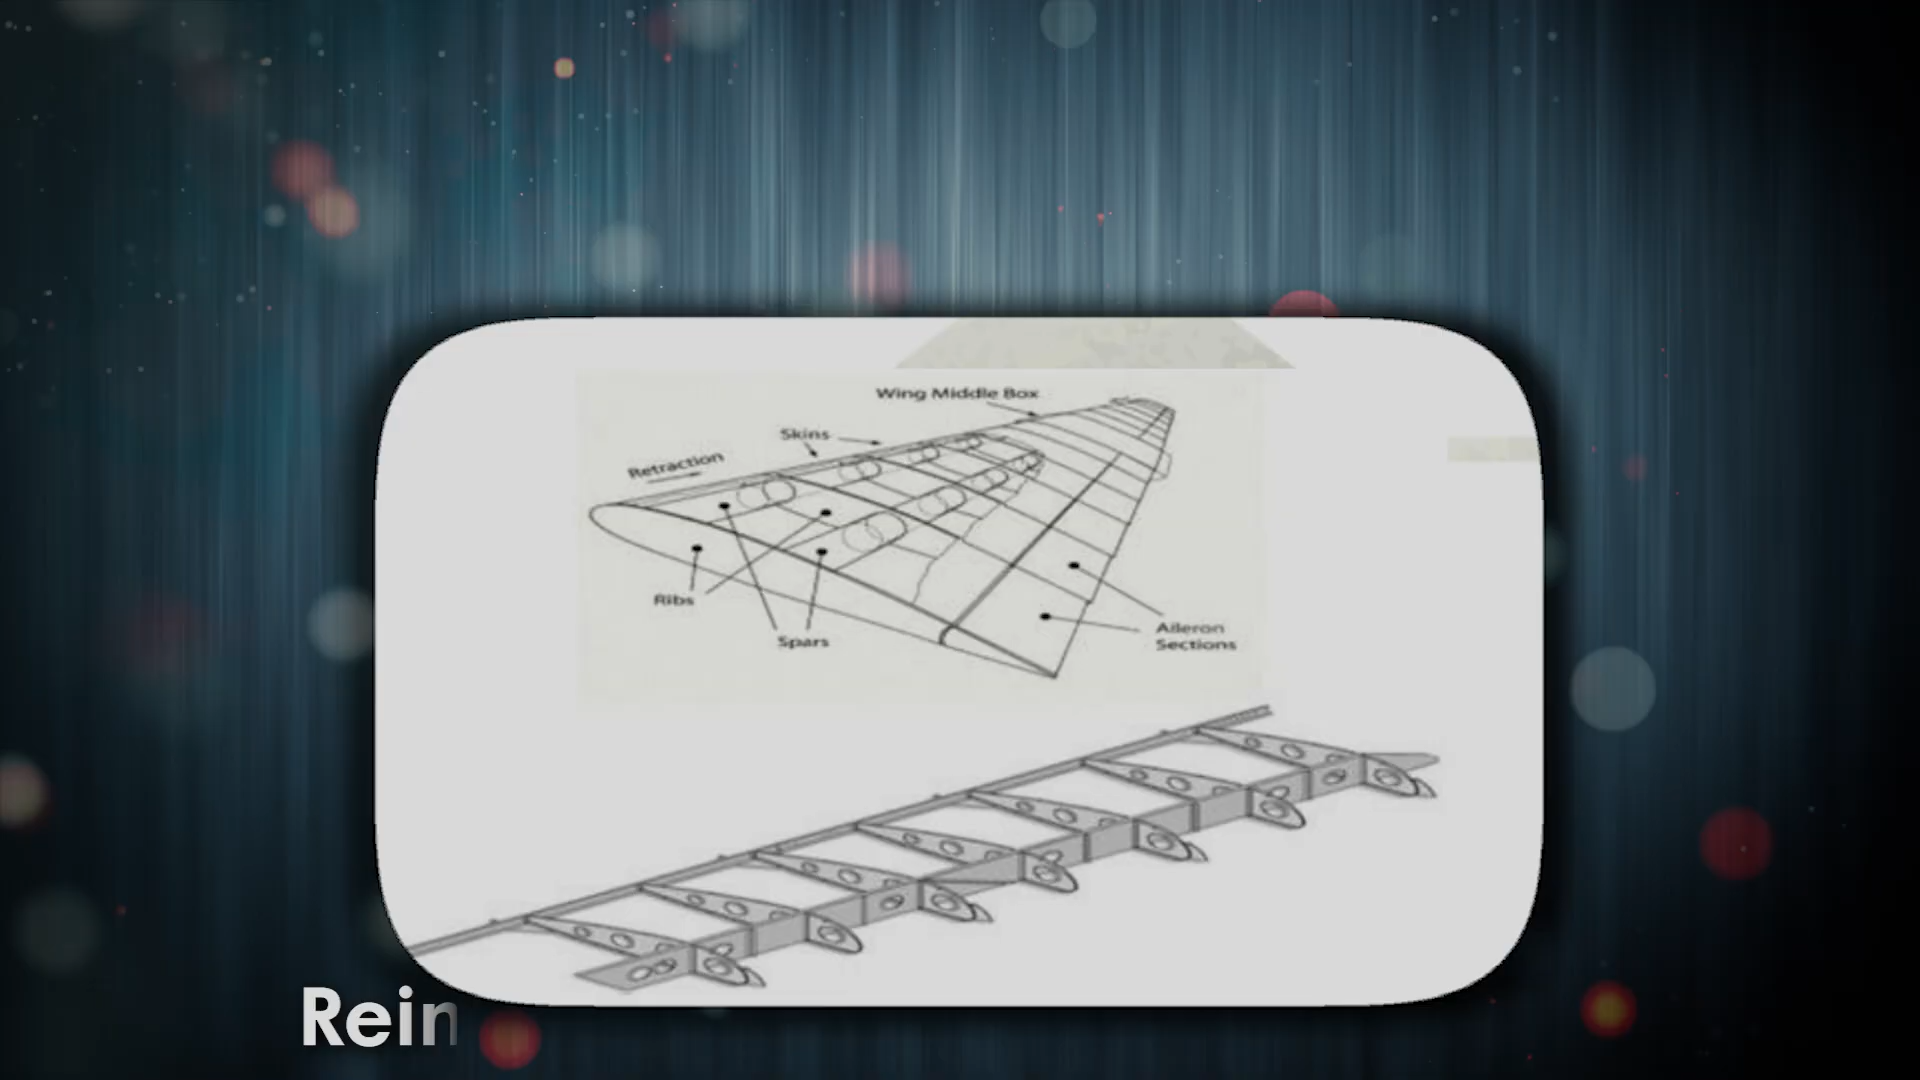 Wing Middle Box
Skins
Retraction
Ribs
Spars
Aileron
Sections
Rein